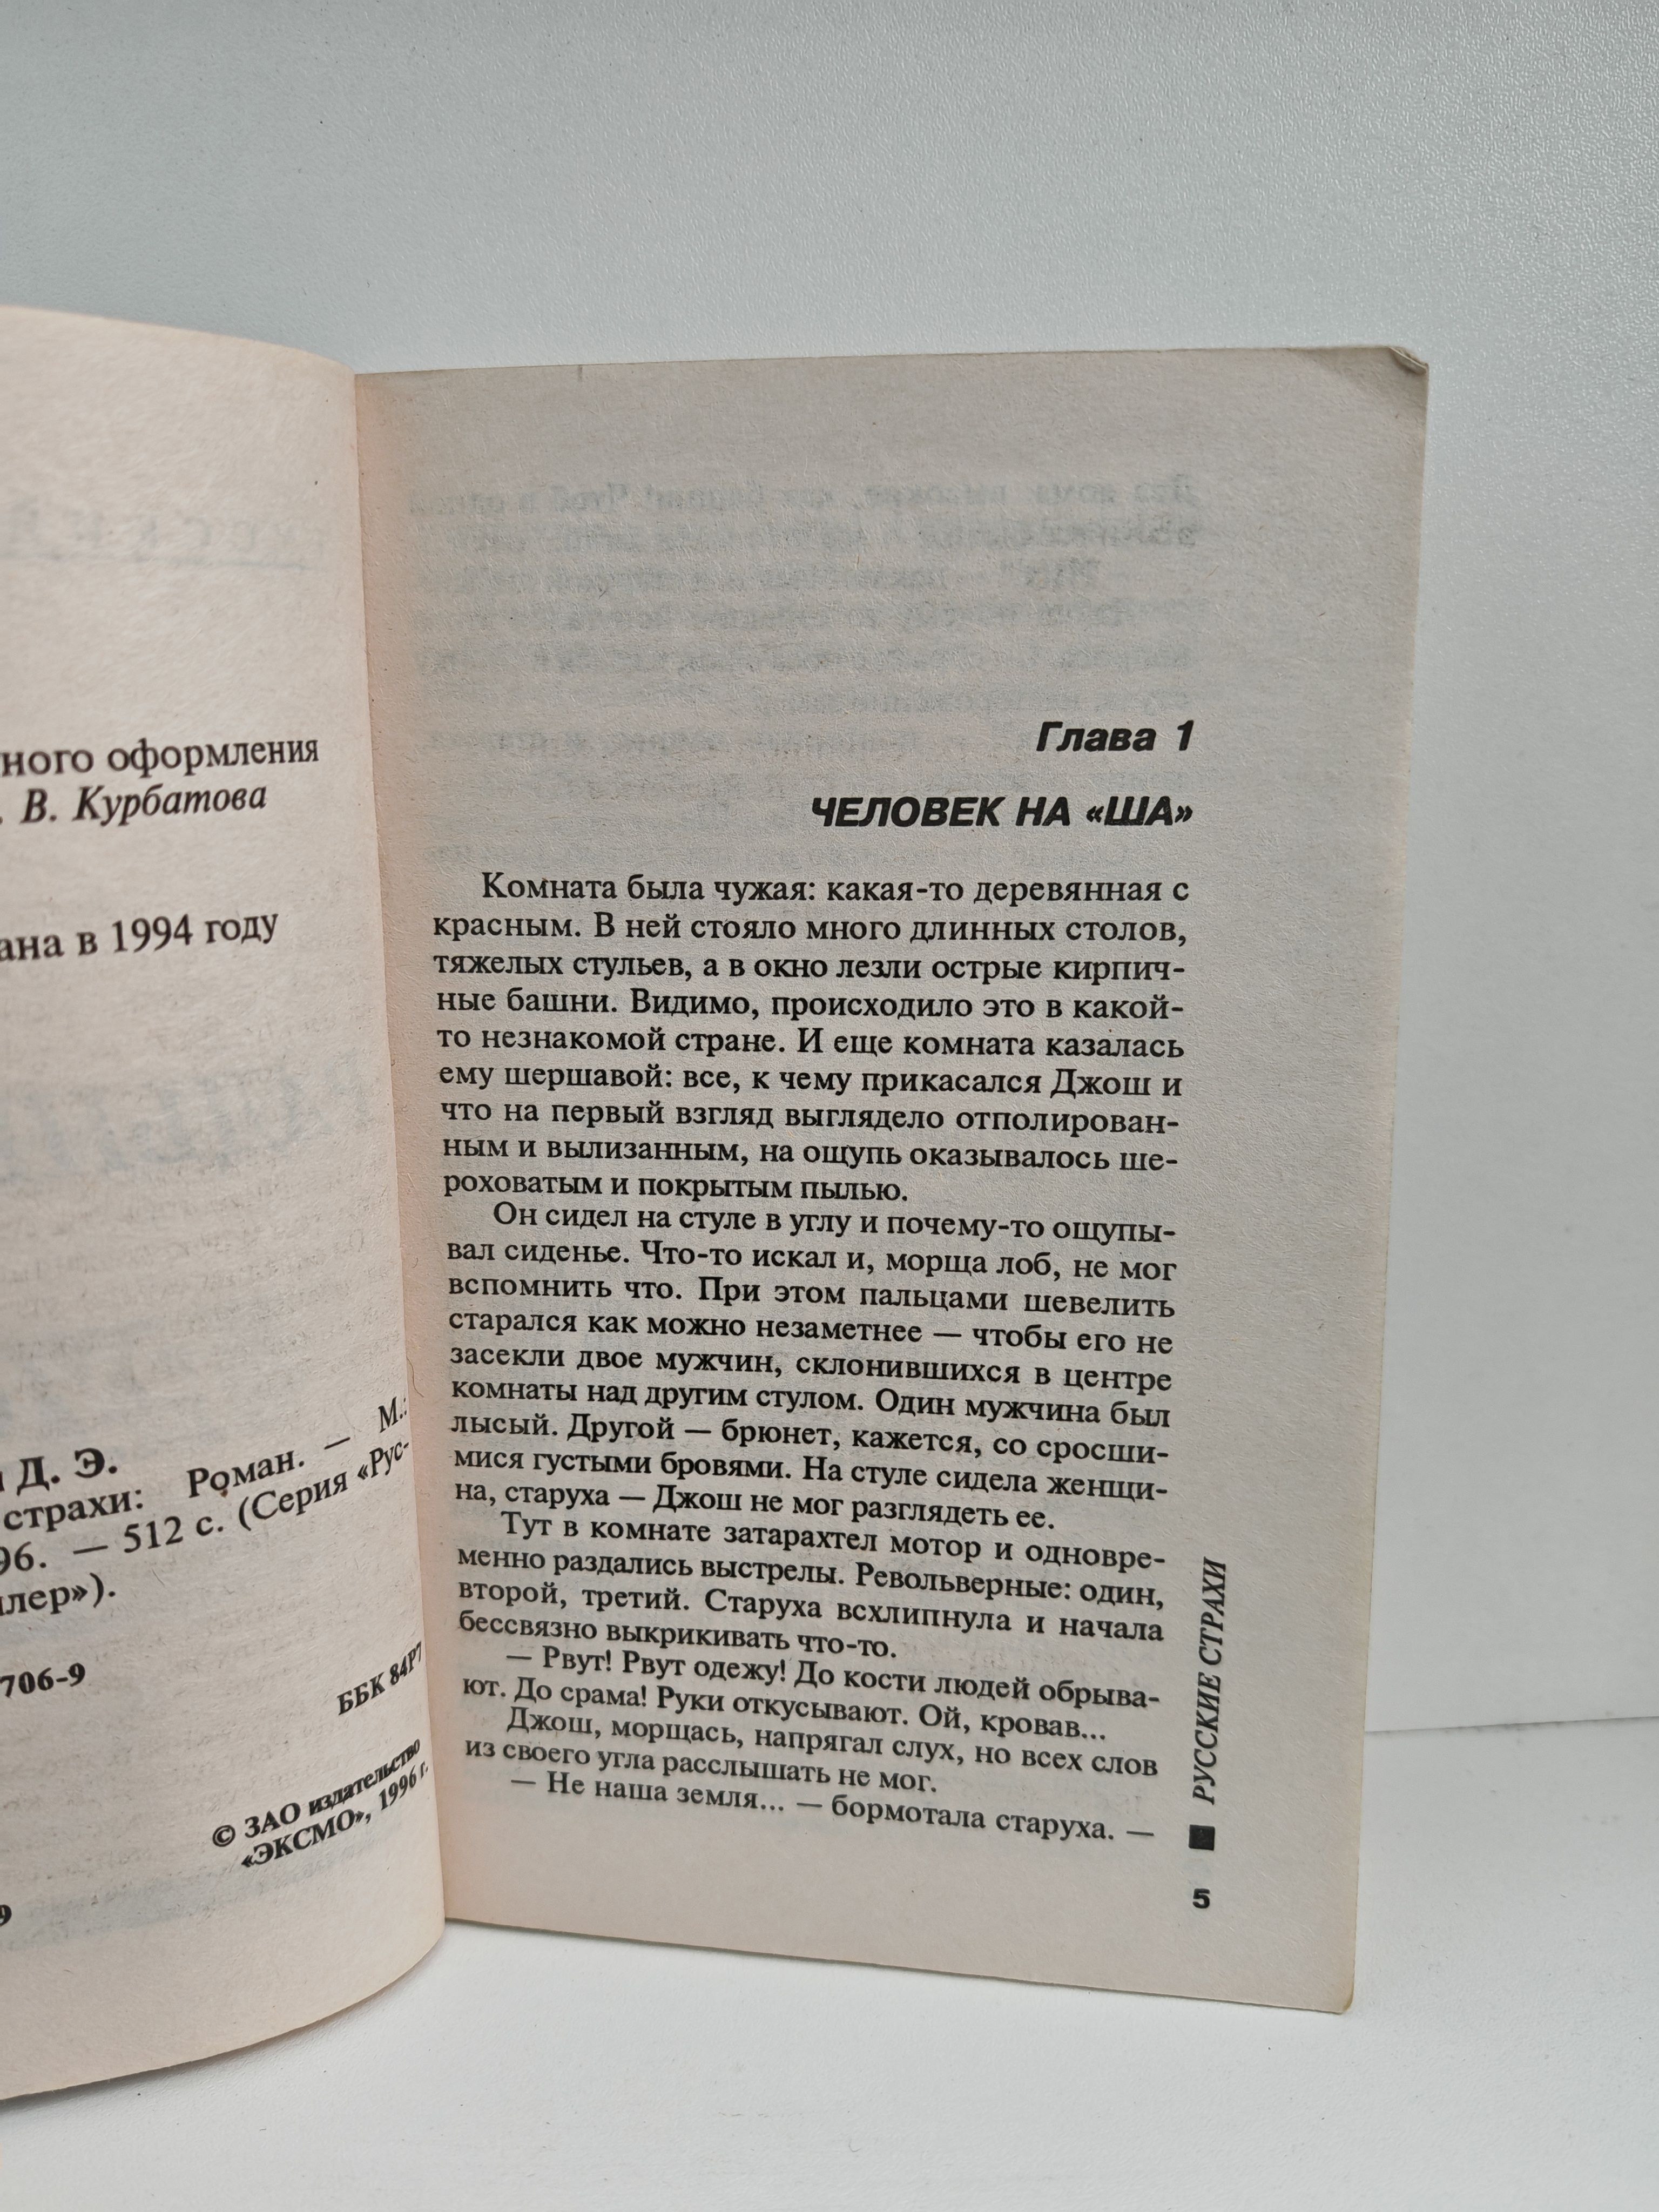 ного оформления
В. Курбатова
ана в 1994 году
Д. Э.
страхи: Роман. — М.:
96. — 512 с. (Серия «Рус-
лер»).
706-9
ББК 84Р7
© ЗАО издательство
«ЭКСМО», 1996 г.
9
Глава 1
ЧЕЛОВЕК НА «ША»
Комната была чужая: какая-то деревянная с
красным. В ней стояло много длинных столов,
тяжелых стульев, а в окно лезли острые кирпич-
ные башни. Видимо, происходило это в какой-
то незнакомой стране. И еще комната казалась
ему шершавой: все, к чему прикасался Джош и
что на первый взгляд выглядело отполирован-
ным и вылизанным, на ощупь оказывалось ше-
роховатым и покрытым пылью.
Он сидел на стуле в углу и почему-то ощупы-
вал сиденье. Что-то искал и, морща лоб, не мог
вспомнить что. При этом пальцами шевелить
старался как можно незаметнее — чтобы его не
засекли двое мужчин, склонившихся в центре
комнаты над другим стулом. Один мужчина был
лысый. Другой — брюнет, кажется, со сросши-
мися густыми бровями. На стуле сидела женщи-
на, старуха — Джош не мог разглядеть ее.
Тут в комнате затарахтел мотор и одновре-
менно раздались выстрелы. Револьверные: один,
второй, третий. Старуха всхлипнула и начала
бессвязно выкрикивать что-то.
— Рвут! Рвут одежу! До кости людей обрыва-
ют. До срама! Руки откусывают. Ой, кровав...
Джош, морщась, напрягал слух, но всех слов
из своего угла расслышать не мог.
— Не наша земля... — бормотала старуха. —
РУССКИЕ СТРАХИ
5